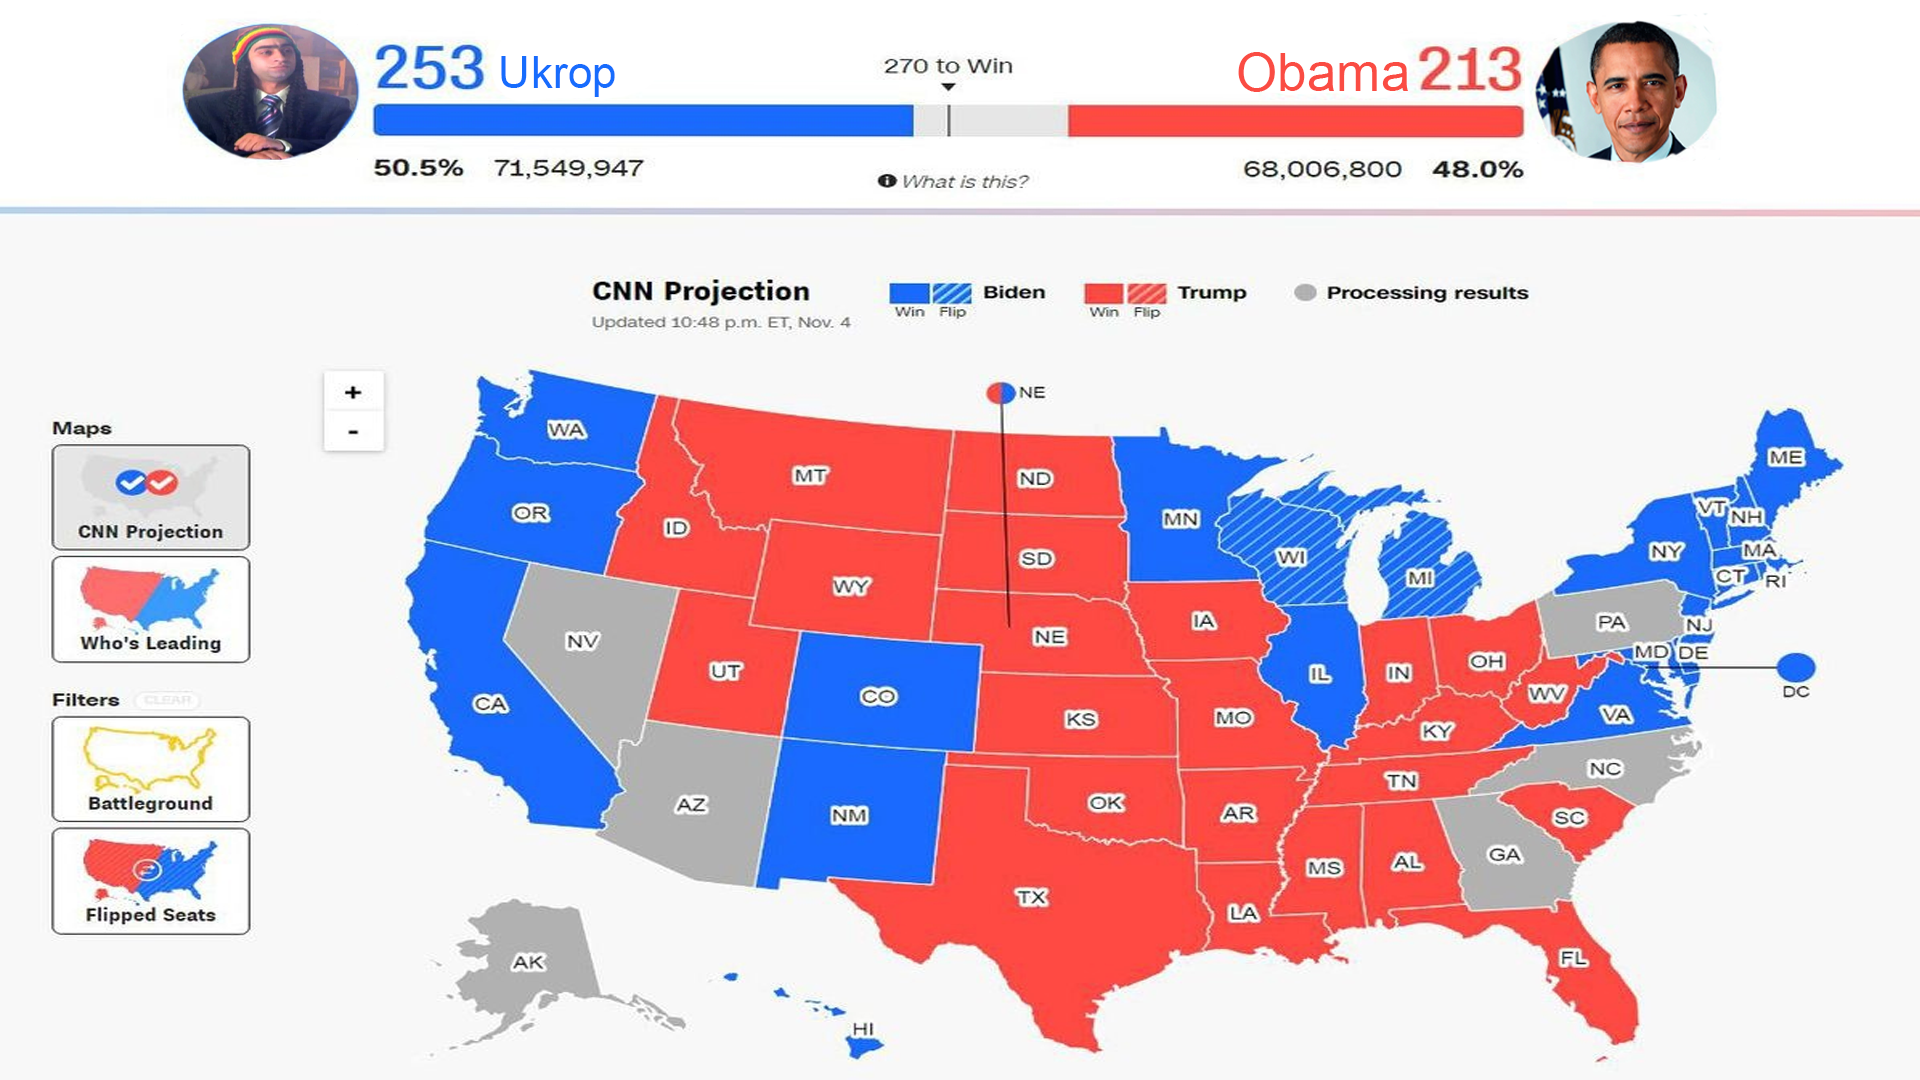 253 Ukrop
270 to Win
Obama 213
50.5% 71,549,947
What is this?
68,006,800 48.0%
CNN Projection
Updated 10:48 p.m. ET, Nov. 4
Win Flip Biden
Win Flip Trump
Processing results
+
-
Maps
CNN Projection
Who's Leading
Filters CLEAR
Battleground
Flipped Seats
NE
WA
MT
ND
ME
OR
ID
MN
VT
NH
SD
WI
MI
NY
MA
CT
RI
WY
NV
NE
IA
PA
NJ
UT
CO
IL
IN
OH
MD
DE
WV
DC
CA
KS
MO
KY
VA
AZ
NM
OK
AR
TN
NC
SC
TX
LA
MS
AL
GA
AK
FL
HI